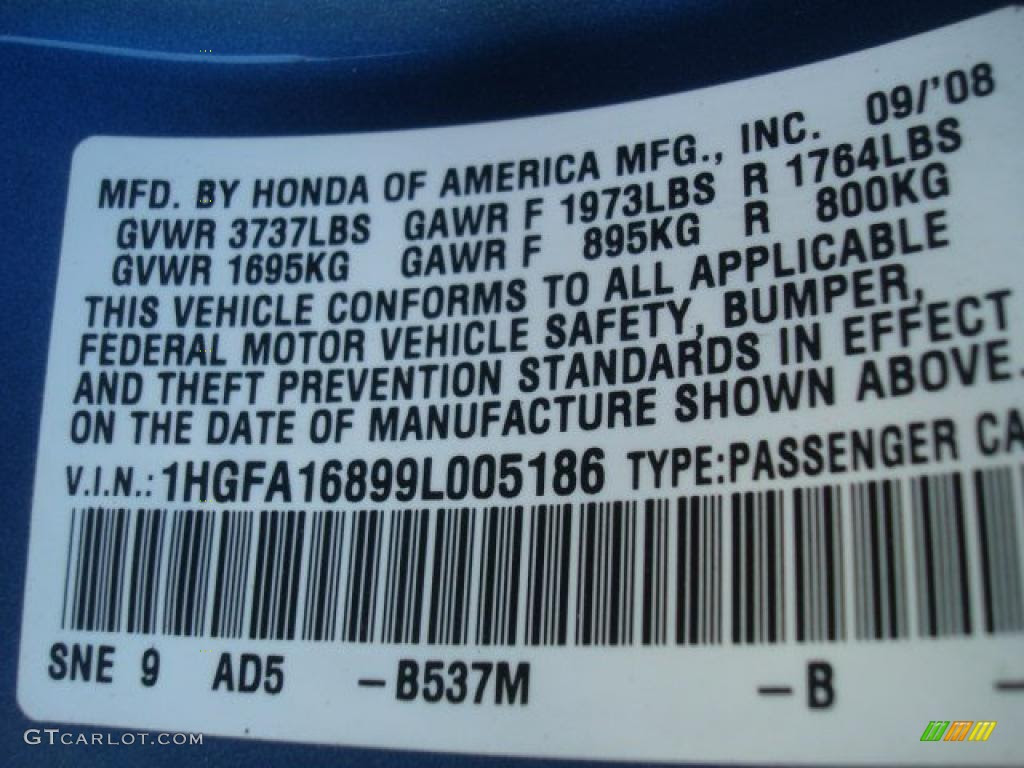 MFD. BY HONDA OF AMERICA MFG., INC. 09/'08
GVWR 3737LBS GAWR F 1973LBS R 1764LBS
GVWR 1695KG GAWR F 895KG R 800KG
THIS VEHICLE CONFORMS TO ALL APPLICABLE
FEDERAL MOTOR VEHICLE SAFETY, BUMPER,
AND THEFT PREVENTION STANDARDS IN EFFECT
ON THE DATE OF MANUFACTURE SHOWN ABOVE.
V.I.N.: 1HGFA16899L005186 TYPE:PASSENGER CA
SNE 9 AD5 – B537M – B –
GTCARLOT.COM